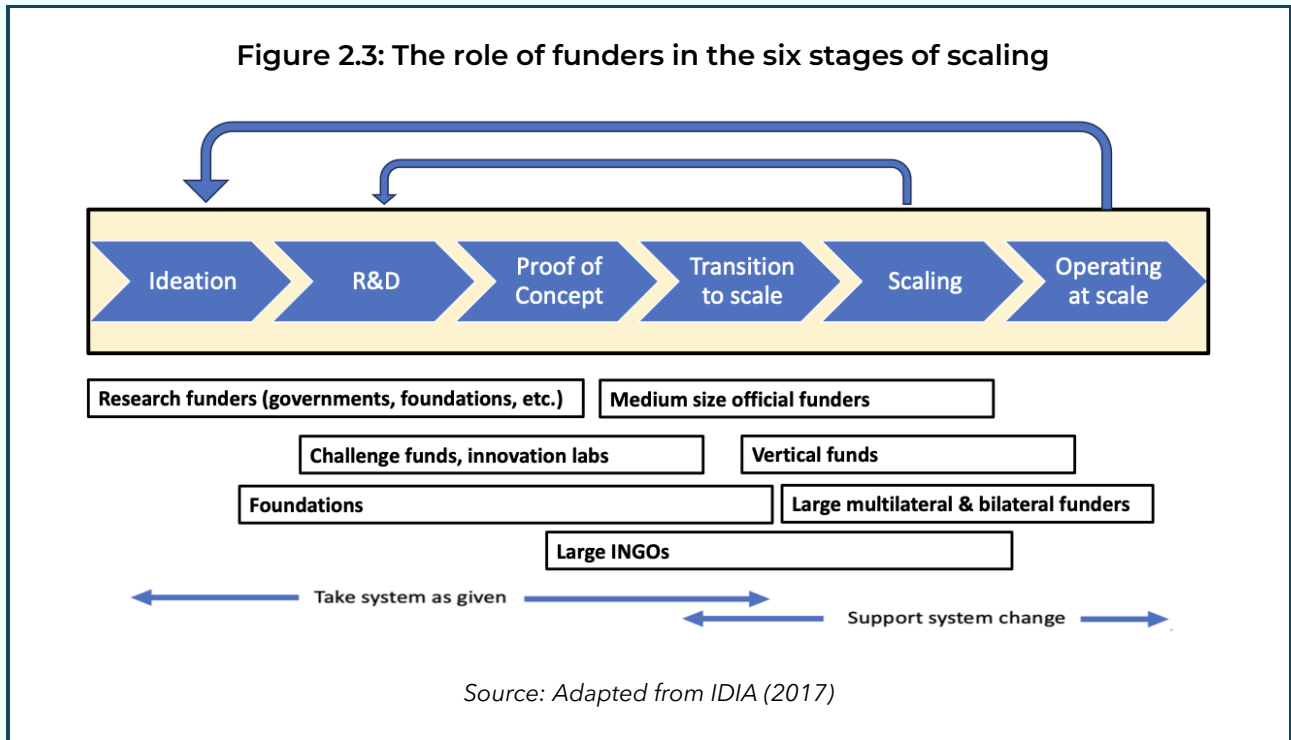 Figure 2.3: The role of funders in the six stages of scaling
Ideation
R&D
Proof of
Concept
Transition
to scale
Scaling
Operating
at scale
Research funders (governments, foundations, etc.)
Medium size official funders
Challenge funds, innovation labs
Vertical funds
Foundations
Large multilateral & bilateral funders
Large INGOs
Take system as given
Support system change
Source: Adapted from IDIA (2017)